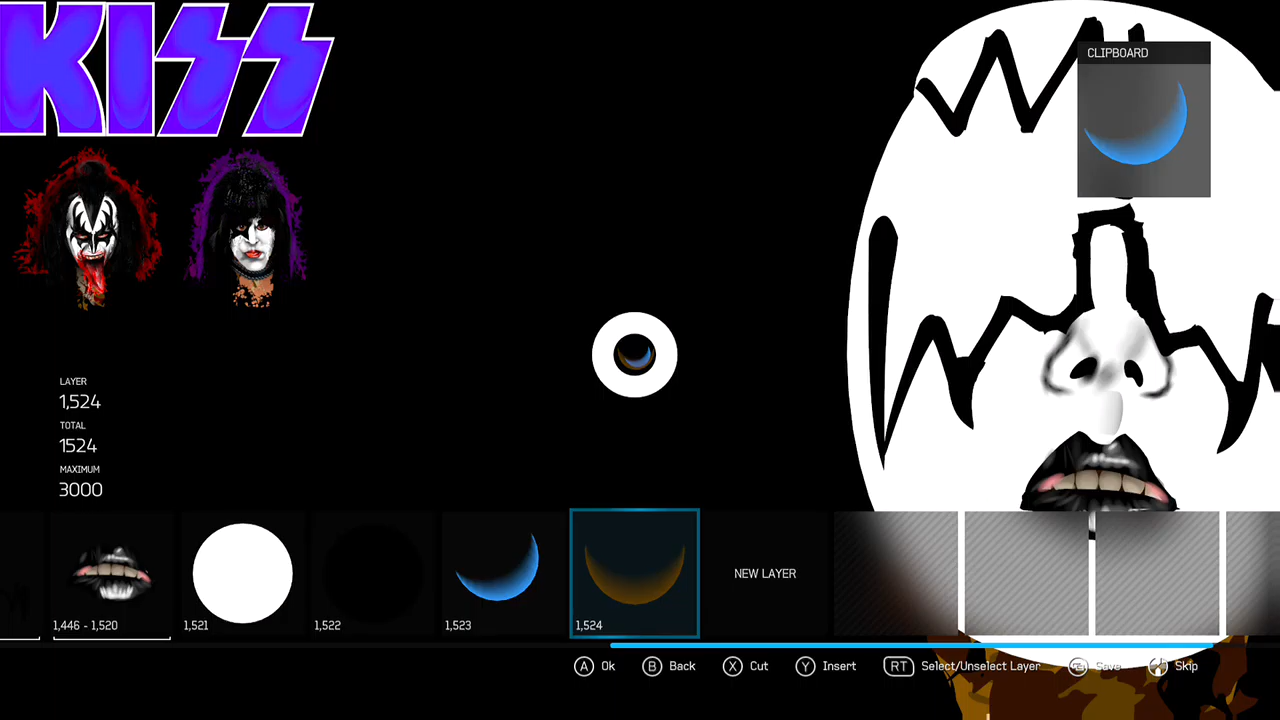 KISS
CLIPBOARD
LAYER
1,524
TOTAL
1524
MAXIMUM
3000
1,446 - 1,520
1,521
1,522
1,523
1,524
NEW LAYER
A Ok
B Back
X Cut
Y Insert
RT Select/Unselect Layer
Save
Skip